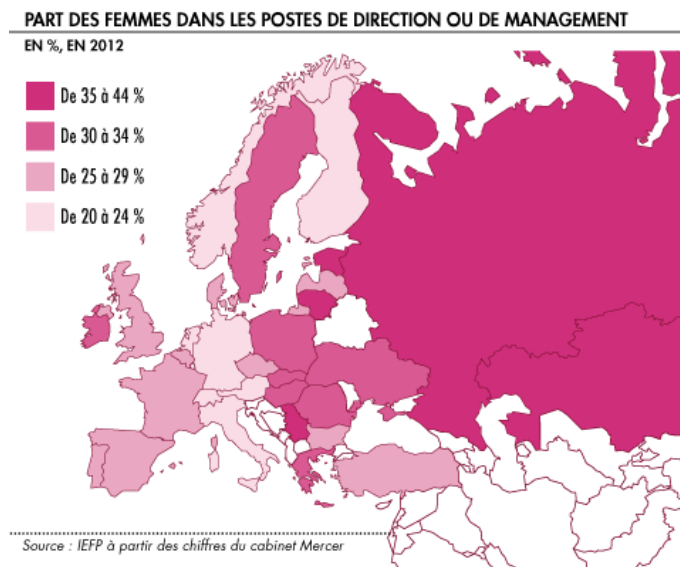 PART DES FEMMES DANS LES POSTES DE DIRECTION OU DE MANAGEMENT
EN %, EN 2012
De 35 à 44 %
De 30 à 34 %
De 25 à 29 %
De 20 à 24 %
Source : IEFP à partir des chiffres du cabinet Mercer